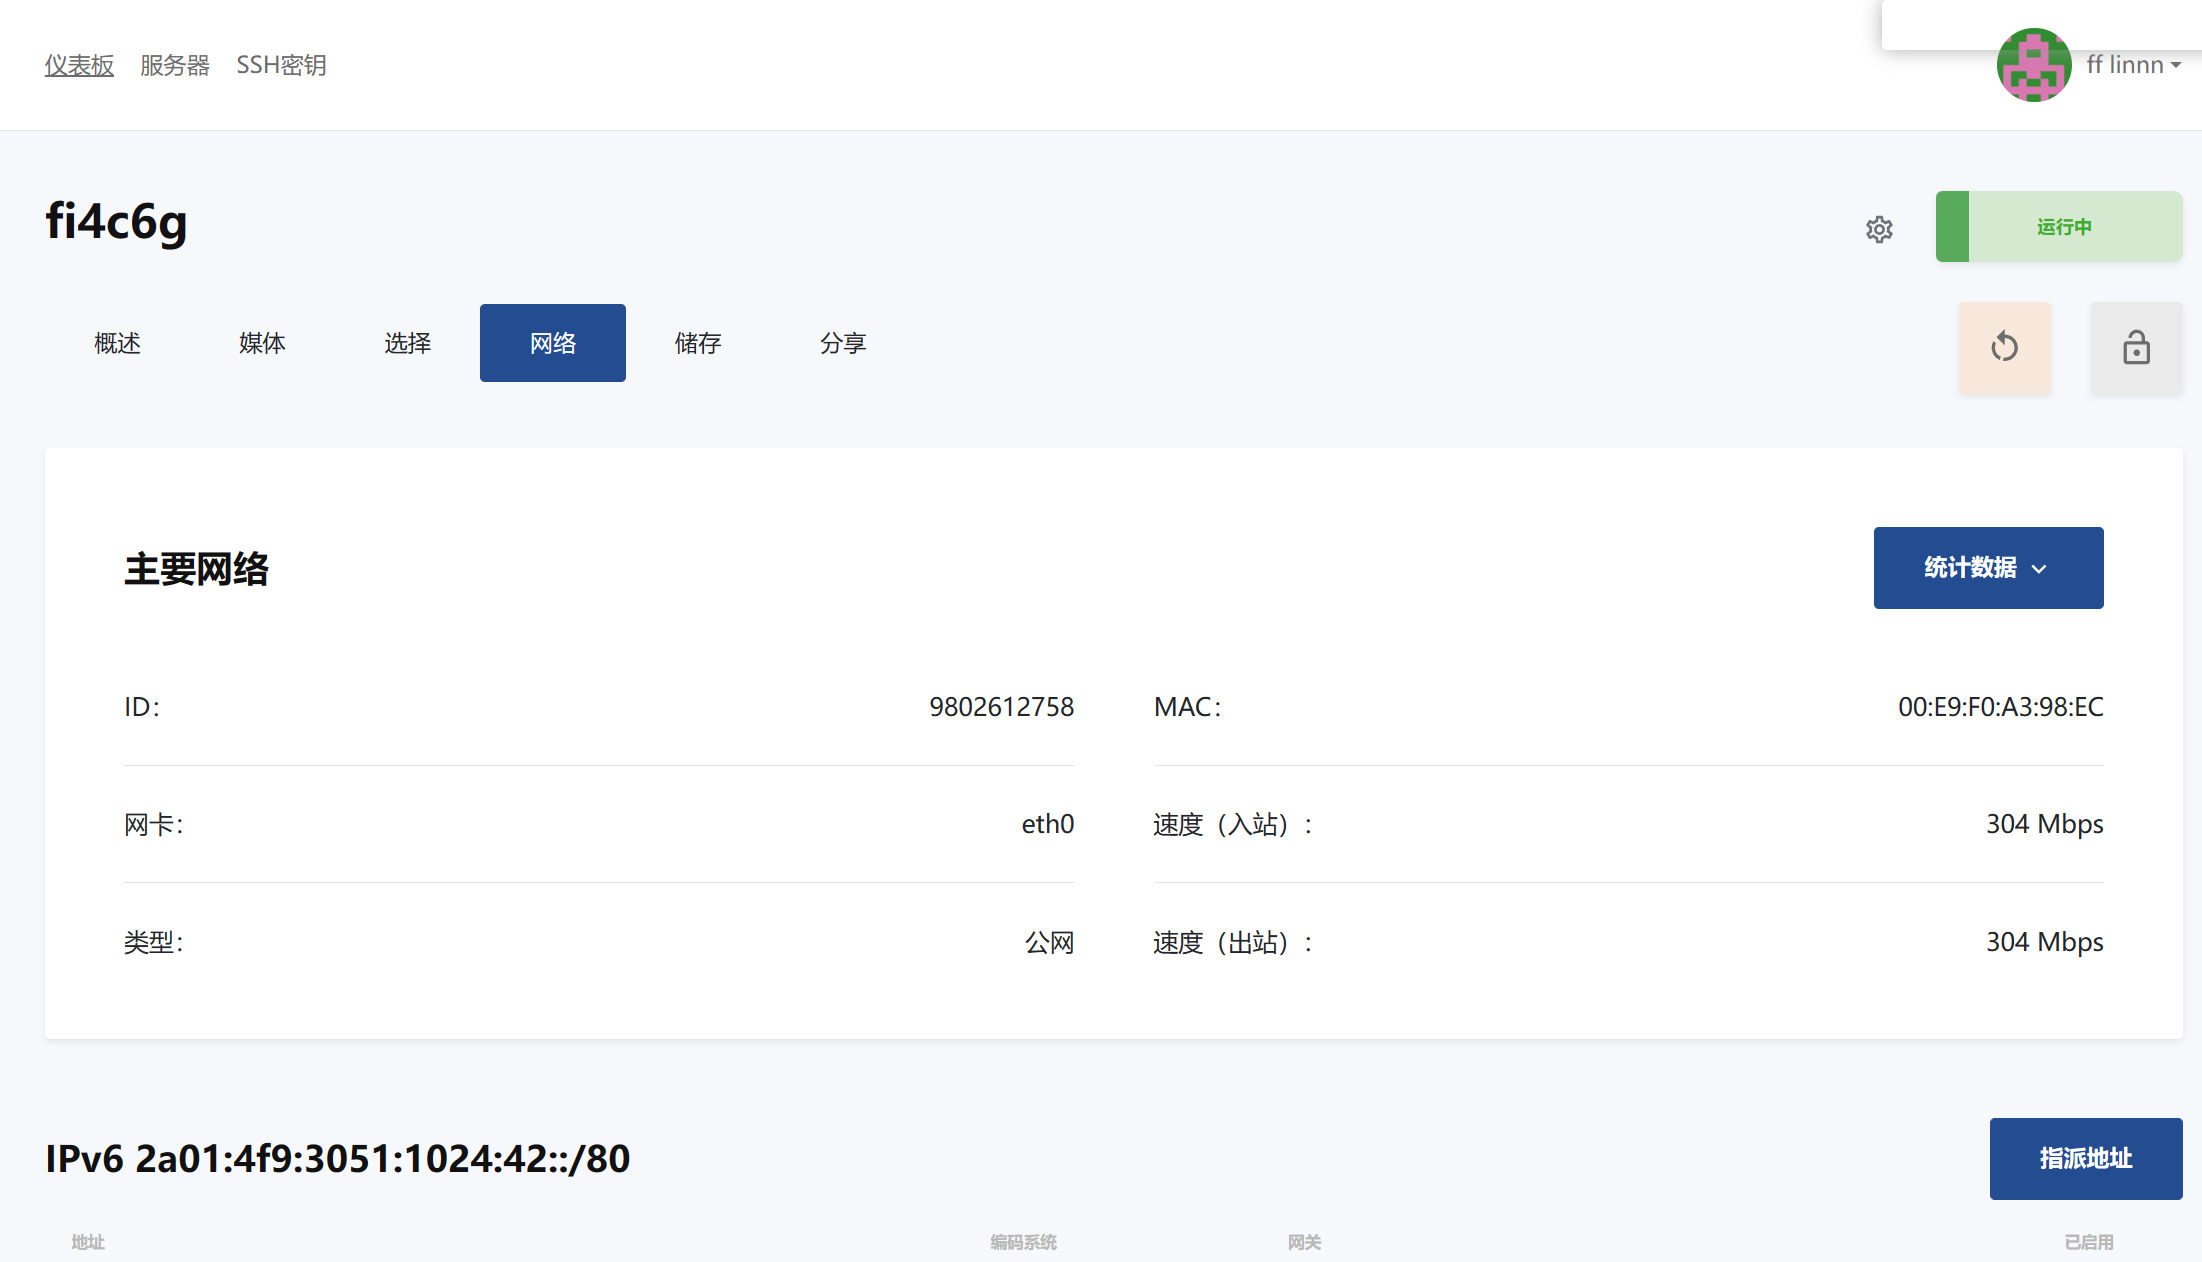 仪表板 服务器 SSH密钥 ff linnn
fi4c6g
运行中
概述 媒体 选择 网络 储存 分享
主要网络 统计数据
ID： 9802612758 MAC： 00:E9:F0:A3:98:EC
网卡： eth0 速度（入站）： 304 Mbps
类型： 公网 速度（出站）： 304 Mbps
IPv6 2a01:4f9:3051:1024:42::/80 指派地址
地址 编码系统 网关 已启用